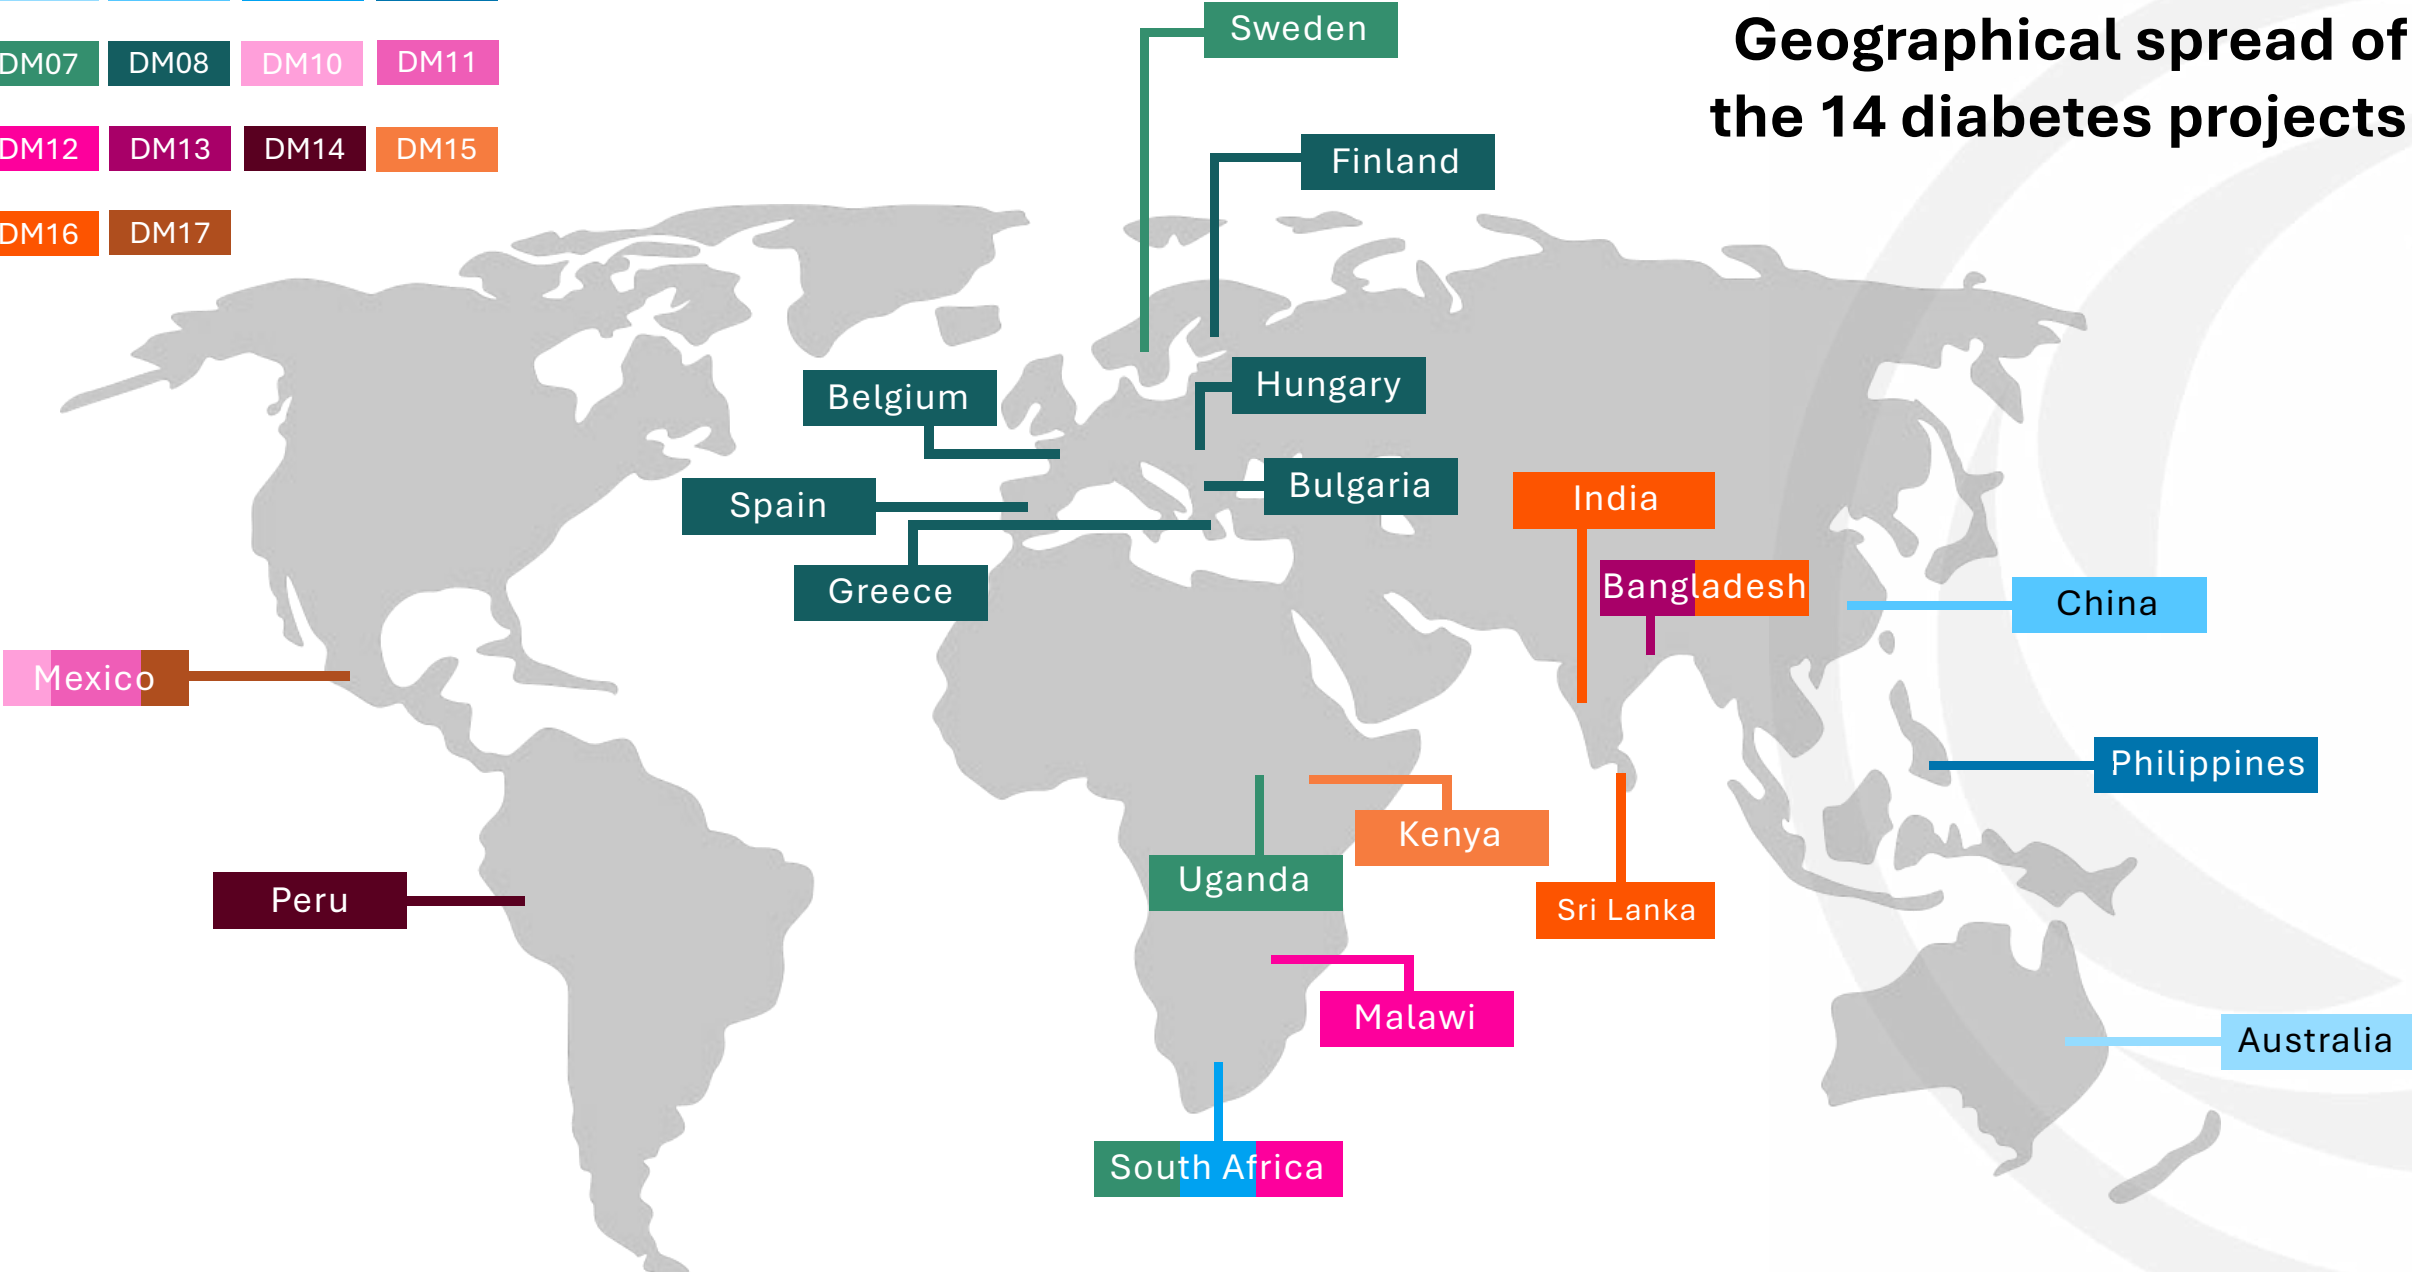 Geographical spread of
the 14 diabetes projects
DM07 DM08 DM10 DM11
DM12 DM13 DM14 DM15
DM16 DM17
Sweden
Finland
Belgium
Hungary
Spain
Bulgaria
Greece
India
Bangladesh
China
Mexico
Philippines
Kenya
Uganda
Peru
Sri Lanka
Malawi
Australia
South Africa